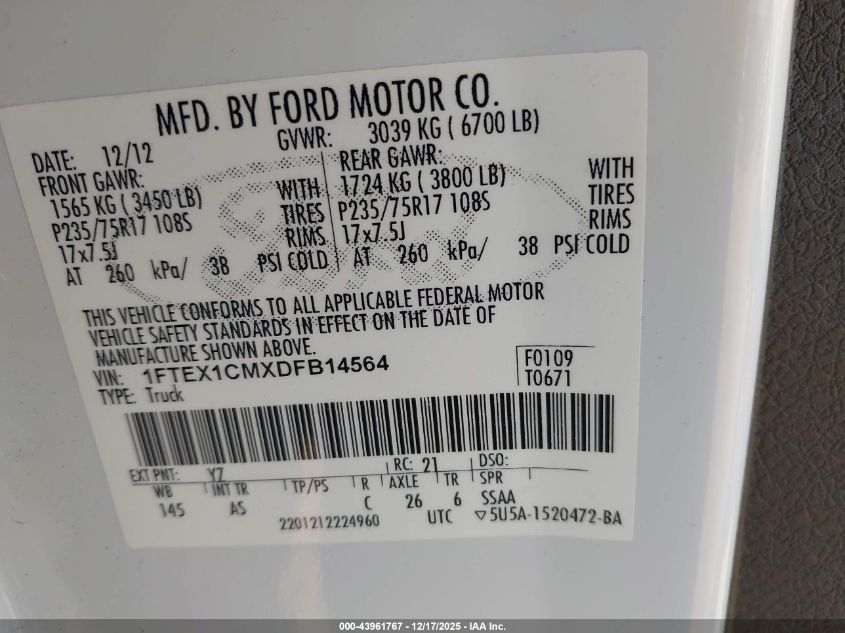 MFD. BY FORD MOTOR CO.
DATE: 12/12 GVWR: 3039 KG ( 6700 LB)
FRONT GAWR: REAR GAWR:
1565 KG ( 3450 LB) WITH 1724 KG ( 3800 LB) WITH
P235/75R17 108S TIRES P235/75R17 108S TIRES
17x7.5J RIMS 17x7.5J RIMS
AT 260 kPa/ 38 PSI COLD AT 260 kPa/ 38 PSI COLD
THIS VEHICLE CONFORMS TO ALL APPLICABLE FEDERAL MOTOR
VEHICLE SAFETY STANDARDS IN EFFECT ON THE DATE OF
MANUFACTURE SHOWN ABOVE.
VIN: 1FTEX1CMXDFB14564 F0109
TYPE: Truck T0671
EXT PNT: Y7 RC: 21 DSO:
WB INT TR TP/PS R AXLE TR SPR
145 AS C 26 6 SSAA
2201212224960 UTC ▽5U5A-1520472-BA
000-43961767 - 12/17/2025 - IAA Inc.